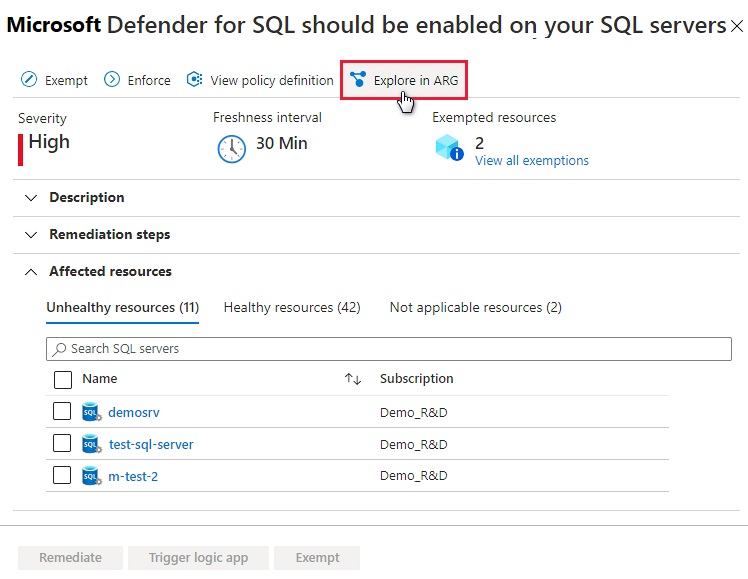 Microsoft Defender for SQL should be enabled on your SQL servers
Exempt Enforce View policy definition Explore in ARG
Severity Freshness interval Exempted resources
High 30 Min 2
View all exemptions
Description
Remediation steps
Affected resources
Unhealthy resources (11) Healthy resources (42) Not applicable resources (2)
Search SQL servers
Name Subscription
SQL demosrv Demo_R&D
SQL test-sql-server Demo_R&D
SQL m-test-2 Demo_R&D
Remediate Trigger logic app Exempt